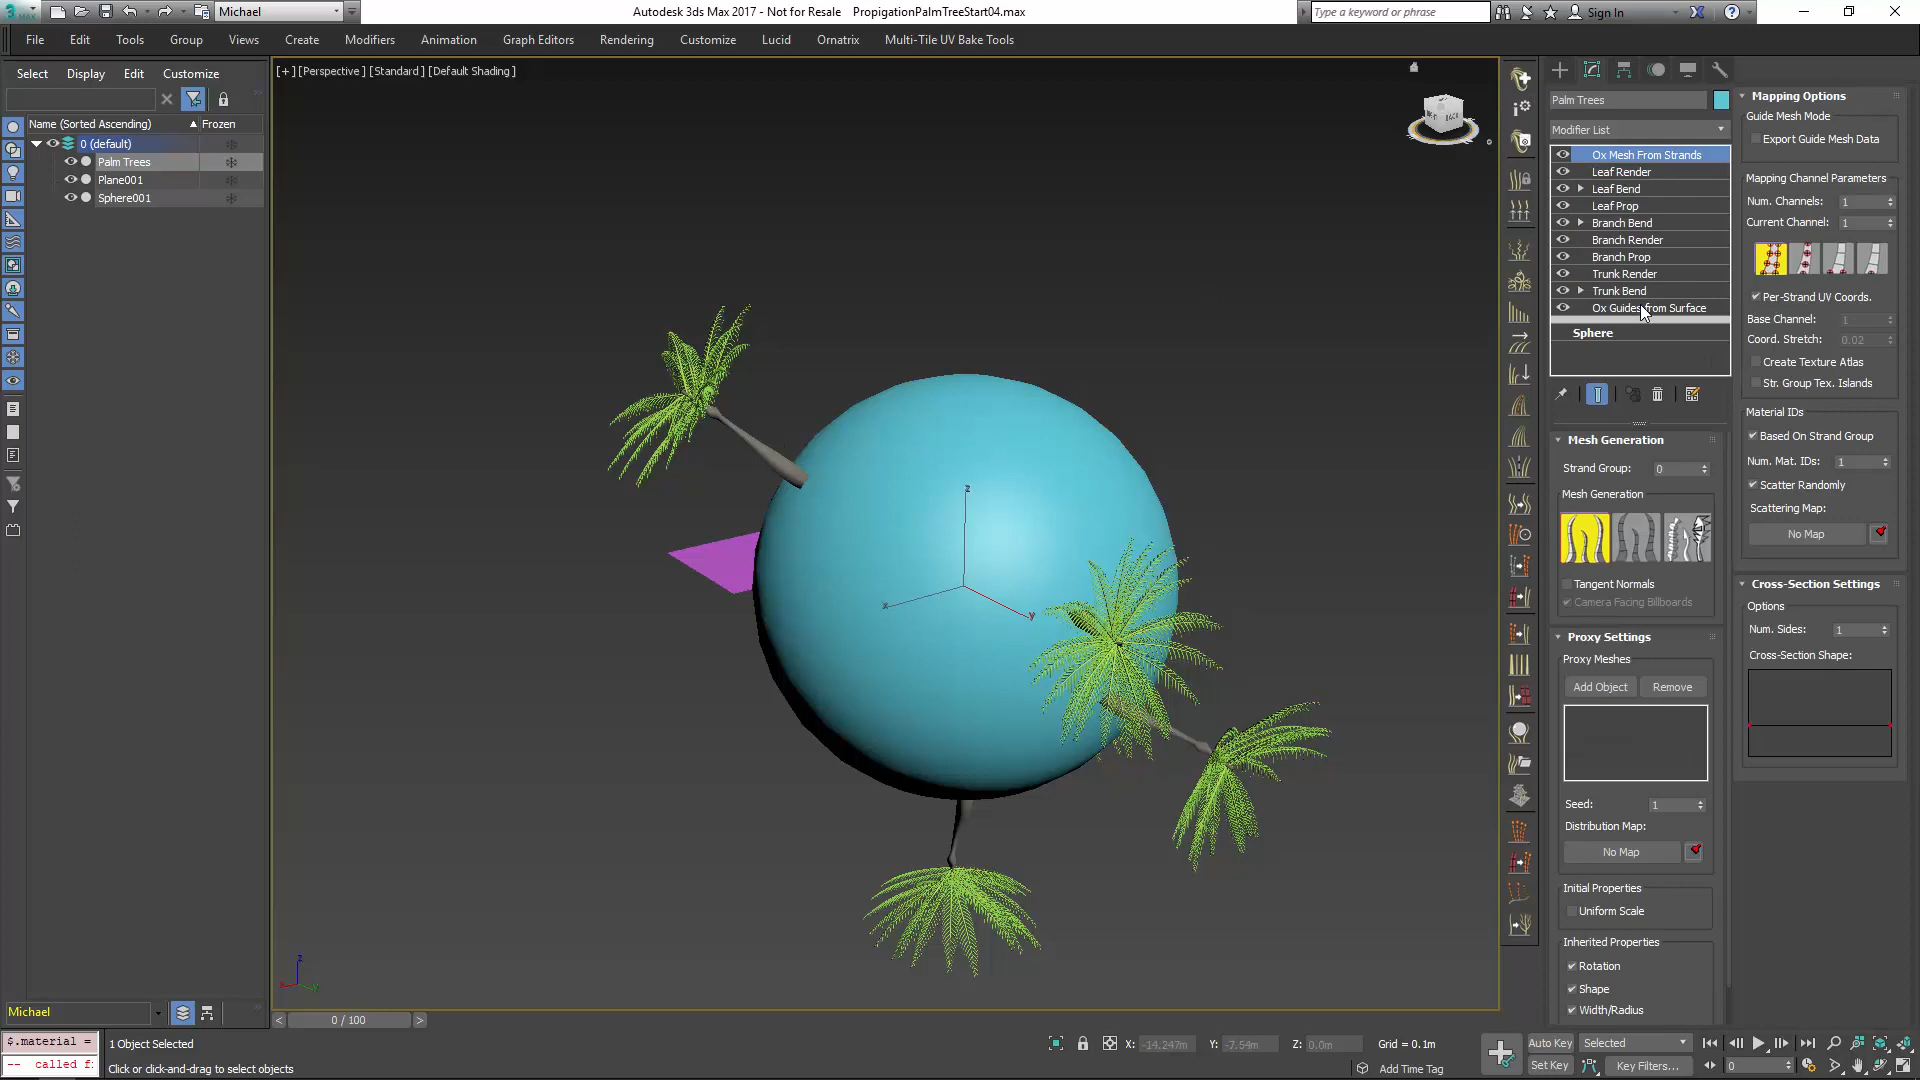 3 MAX
Michael
Autodesk 3ds Max 2017 - Not for Resale    PropigationPalmTreeStart04.max
Type a keyword or phrase
Sign In
File Edit Tools Group Views Create Modifiers Animation Graph Editors Rendering Customize Lucid Ornatrix Multi-Tile UV Bake Tools
Select Display Edit Customize
Name (Sorted Ascending) Frozen
0 (default)
Palm Trees
Plane001
Sphere001
[+] [Perspective] [Standard] [Default Shading]
z
x
y
Palm Trees
Modifier List
Ox Mesh From Strands
Leaf Render
Leaf Bend
Leaf Prop
Branch Bend
Branch Render
Branch Prop
Trunk Render
Trunk Bend
Ox Guides from Surface
Sphere
Mesh Generation
Strand Group: 0
Mesh Generation
Tangent Normals
Camera Facing Billboards
Proxy Settings
Proxy Meshes
Add Object Remove
Seed: 1
Distribution Map:
No Map
Initial Properties
Uniform Scale
Inherited Properties
Rotation
Shape
Width/Radius
Mapping Options
Guide Mesh Mode
Export Guide Mesh Data
Mapping Channel Parameters
Num. Channels: 1
Current Channel: 1
Per-Strand UV Coords.
Base Channel: 1
Coord. Stretch: 0.02
Create Texture Atlas
Str. Group Tex. Islands
Material IDs
Based On Strand Group
Num. Mat. IDs: 1
Scatter Randomly
Scattering Map:
No Map
Cross-Section Settings
Options
Num. Sides: 1
Cross-Section Shape:
Michael
< 0 / 100 >
$.material =
-- called f
1 Object Selected
Click or click-and-drag to select objects
X: -14.247m Y: -7.54m Z: 0.0m Grid = 0.1m
Add Time Tag
Auto Key Selected
Set Key Key Filters...
0